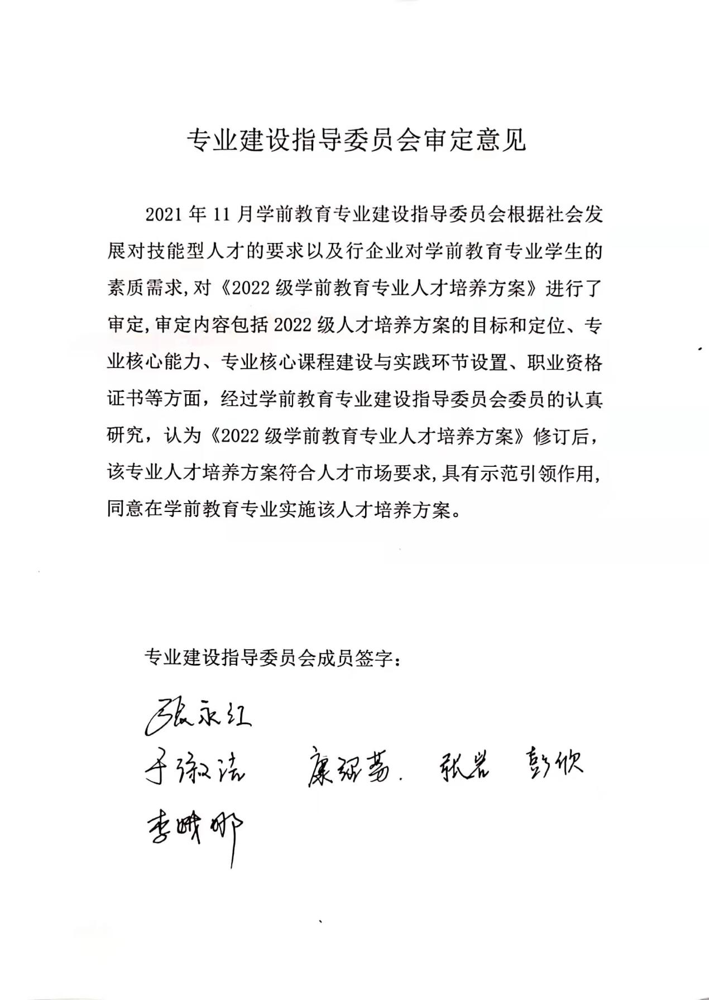 专业建设指导委员会审定意见
2021 年 11 月学前教育专业建设指导委员会根据社会发
展对技能型人才的要求以及行企业对学前教育专业学生的
素质需求,对《2022 级学前教育专业人才培养方案》进行了
审定,审定内容包括 2022 级人才培养方案的目标和定位、专
业核心能力、专业核心课程建设与实践环节设置、职业资格
证书等方面，经过学前教育专业建设指导委员会委员的认真
研究，认为《2022 级学前教育专业人才培养方案》修订后，
该专业人才培养方案符合人才市场要求,具有示范引领作用,
同意在学前教育专业实施该人才培养方案。
专业建设指导委员会成员签字：
張永红
于淑洁 张岩 彭欣
李娥娜